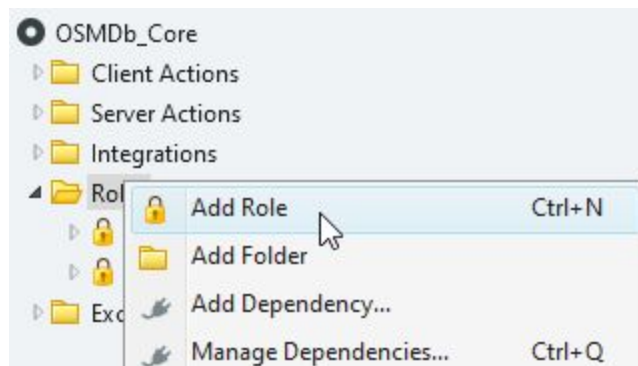 OSMDb_Core
Client Actions
Server Actions
Integrations
Rol
Add Role Ctrl+N
Add Folder
Exc
Add Dependency...
Manage Dependencies... Ctrl+Q